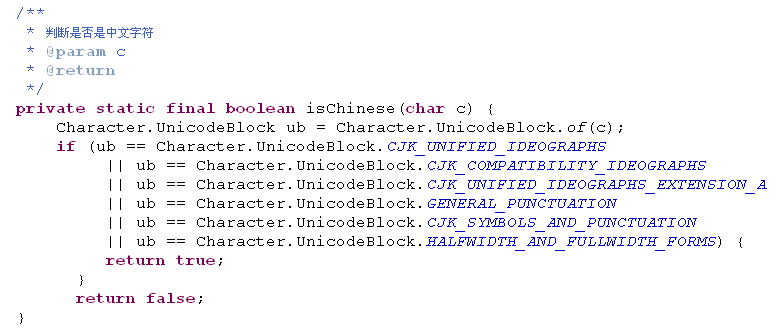 /**
 * 判断是否是中文字符
 * @param c
 * @return
 */
private static final boolean isChinese(char c) {
    Character.UnicodeBlock ub = Character.UnicodeBlock.of(c);
    if (ub == Character.UnicodeBlock.CJK_UNIFIED_IDEOGRAPHS
         || ub == Character.UnicodeBlock.CJK_COMPATIBILITY_IDEOGRAPHS
         || ub == Character.UnicodeBlock.CJK_UNIFIED_IDEOGRAPHS_EXTENSION_A
         || ub == Character.UnicodeBlock.GENERAL_PUNCTUATION
         || ub == Character.UnicodeBlock.CJK_SYMBOLS_AND_PUNCTUATION
         || ub == Character.UnicodeBlock.HALFWIDTH_AND_FULLWIDTH_FORMS) {
         return true;
      }
      return false;
}